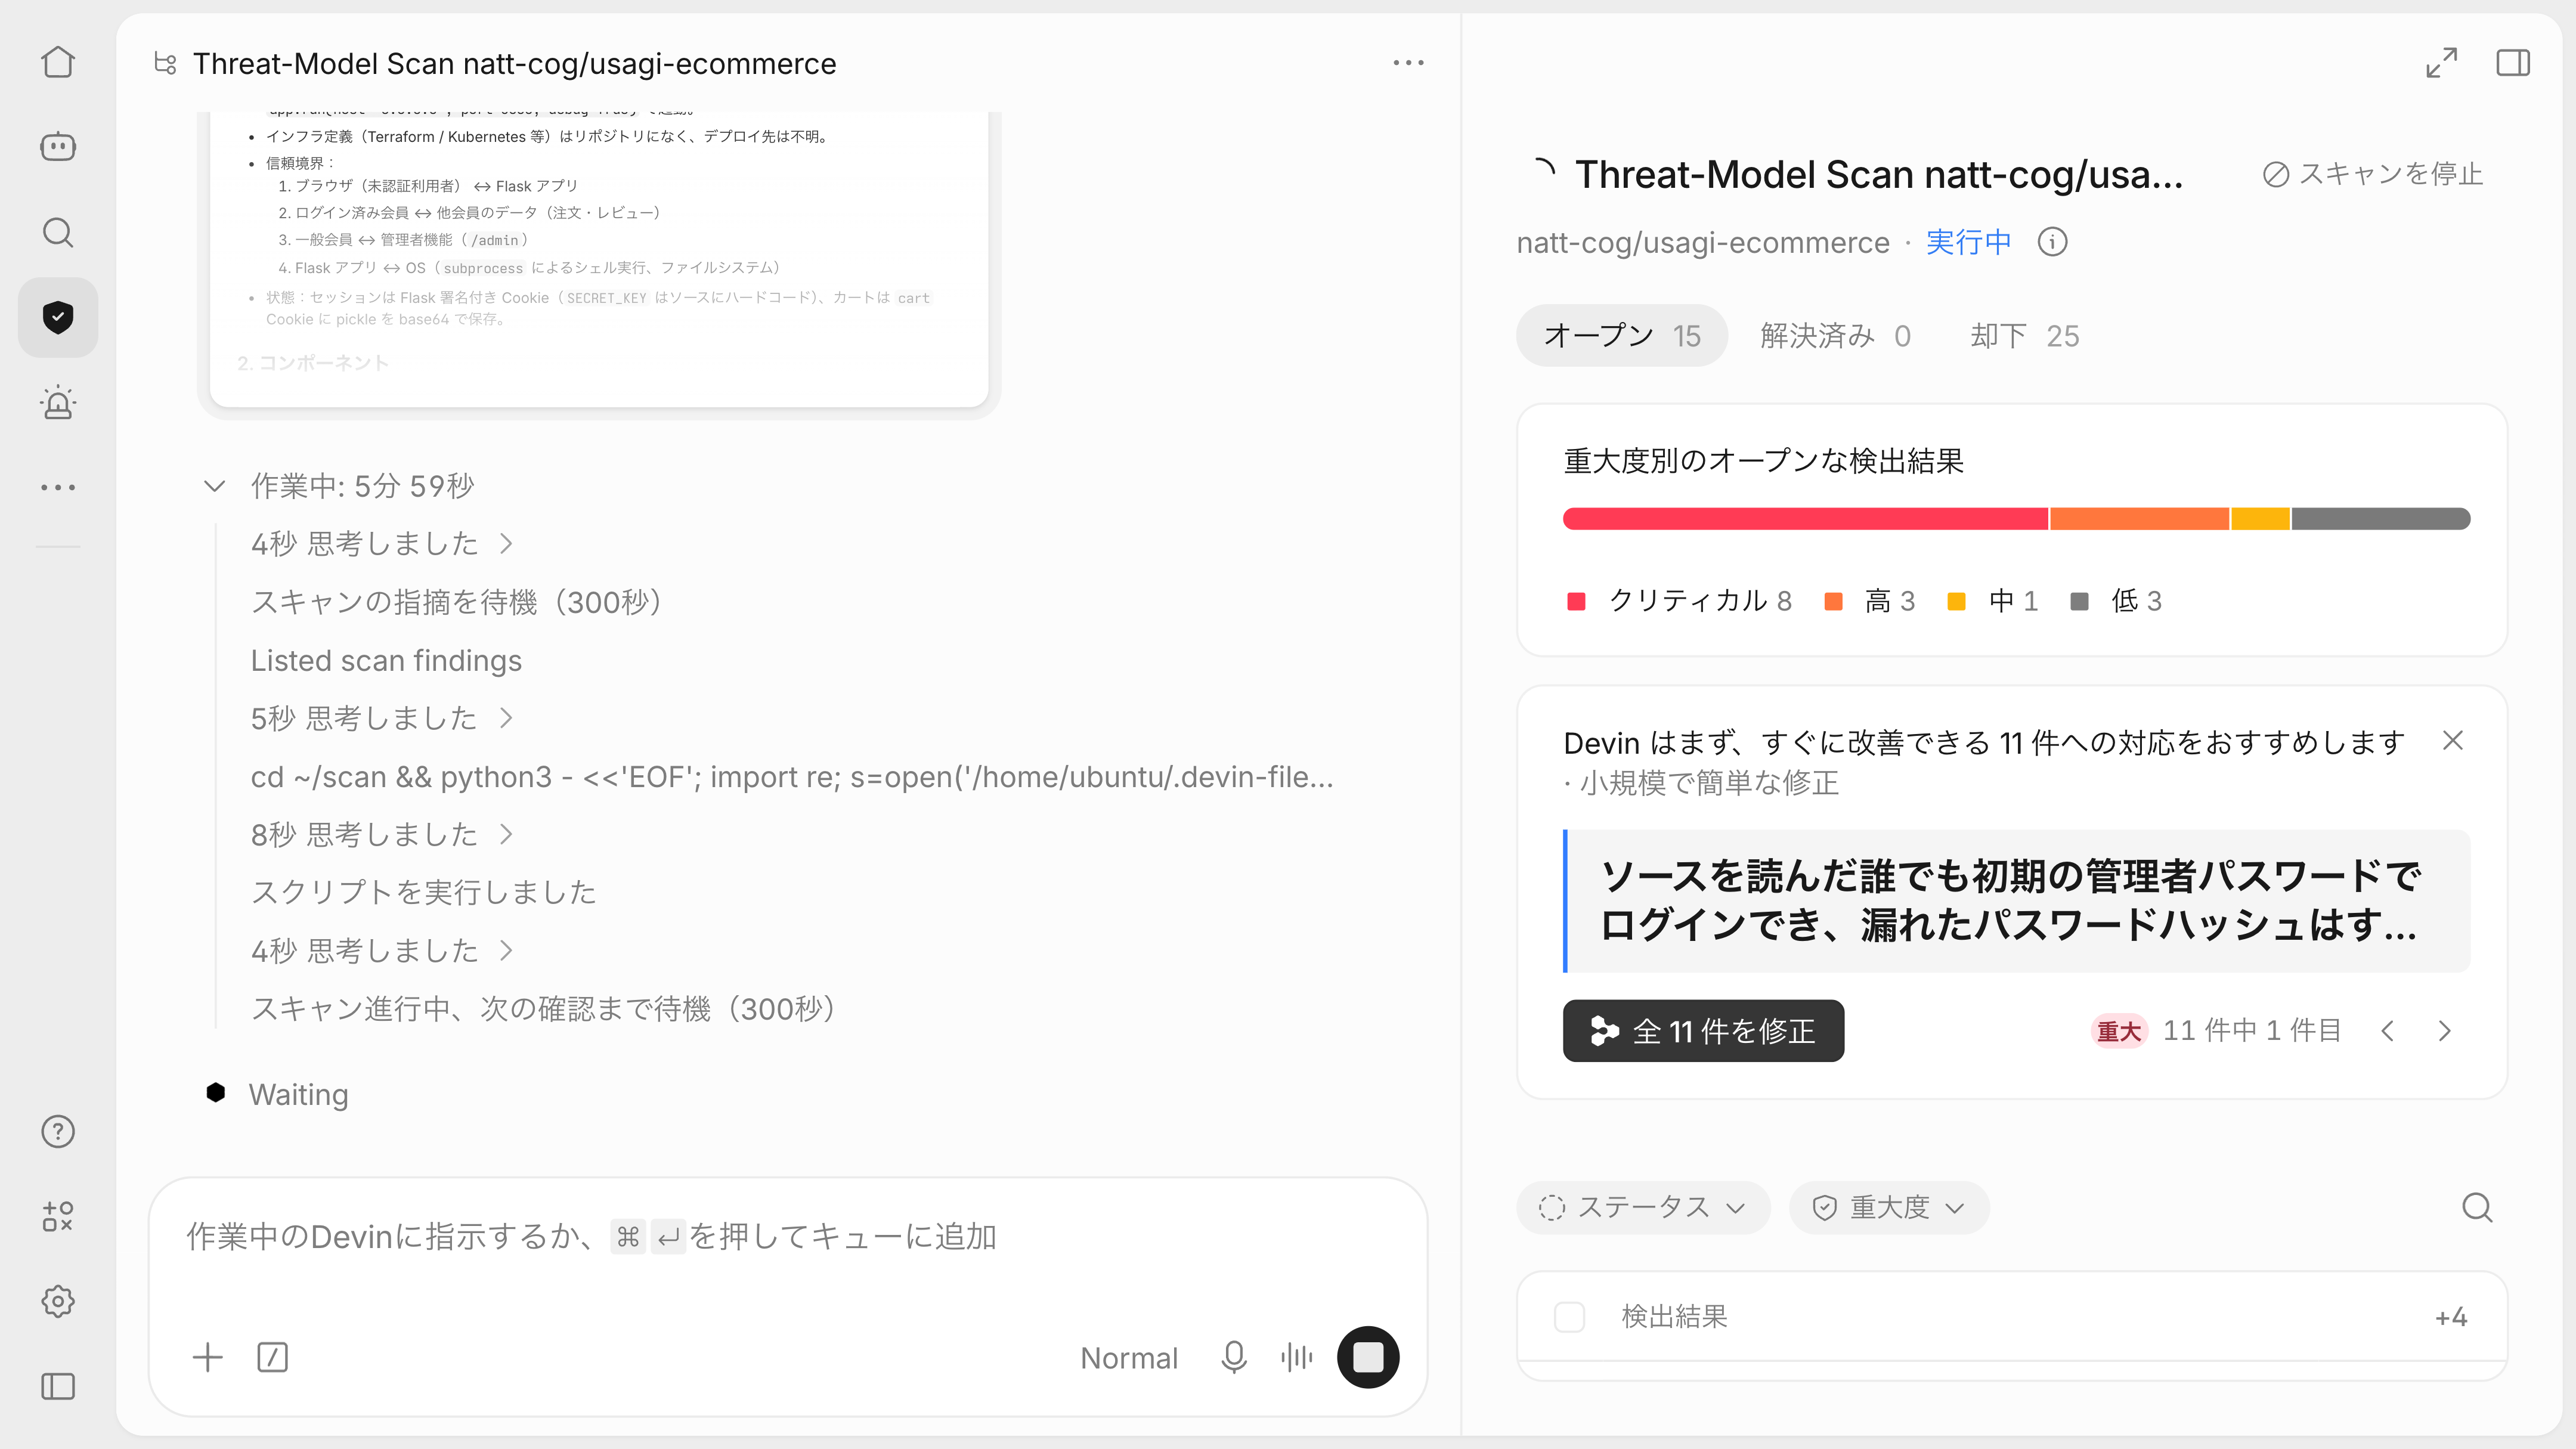 Threat-Model Scan natt-cog/usagi-ecommerce
インフラ定義（Terraform / Kubernetes 等）はリポジトリになく、デプロイ先は不明。
信頼境界：
1. ブラウザ（未認証利用者） ↔ Flask アプリ
2. ログイン済み会員 ↔ 他会員のデータ（注文・レビュー）
3. 一般会員 ↔ 管理者機能（/admin）
4. Flask アプリ ↔ OS（subprocess によるシェル実行、ファイルシステム）
状態：セッションは Flask 署名付き Cookie（SECRET_KEY はソースにハードコード）、カートは cart
Cookie に pickle を base64 で保存。
2. コンポーネント
作業中: 5分 59秒
4秒 思考しました
スキャンの指摘を待機（300秒）
Listed scan findings
5秒 思考しました
cd ~/scan && python3 - <<'EOF'; import re; s=open('/home/ubuntu/.devin-file...
8秒 思考しました
スクリプトを実行しました
4秒 思考しました
スキャン進行中、次の確認まで待機（300秒）
Waiting
作業中のDevinに指示するか、⌘ ↵ を押してキューに追加
Normal
Threat-Model Scan natt-cog/usa...
スキャンを停止
natt-cog/usagi-ecommerce · 実行中
オープン 15 解決済み 0 却下 25
重大度別のオープンな検出結果
クリティカル 8 高 3 中 1 低 3
Devin はまず、すぐに改善できる 11 件への対応をおすすめします
· 小規模で簡単な修正
ソースを読んだ誰でも初期の管理者パスワードで
ログインでき、漏れたパスワードハッシュはす...
全 11 件を修正
重大 11 件中 1 件目
ステータス 重大度
検出結果 +4